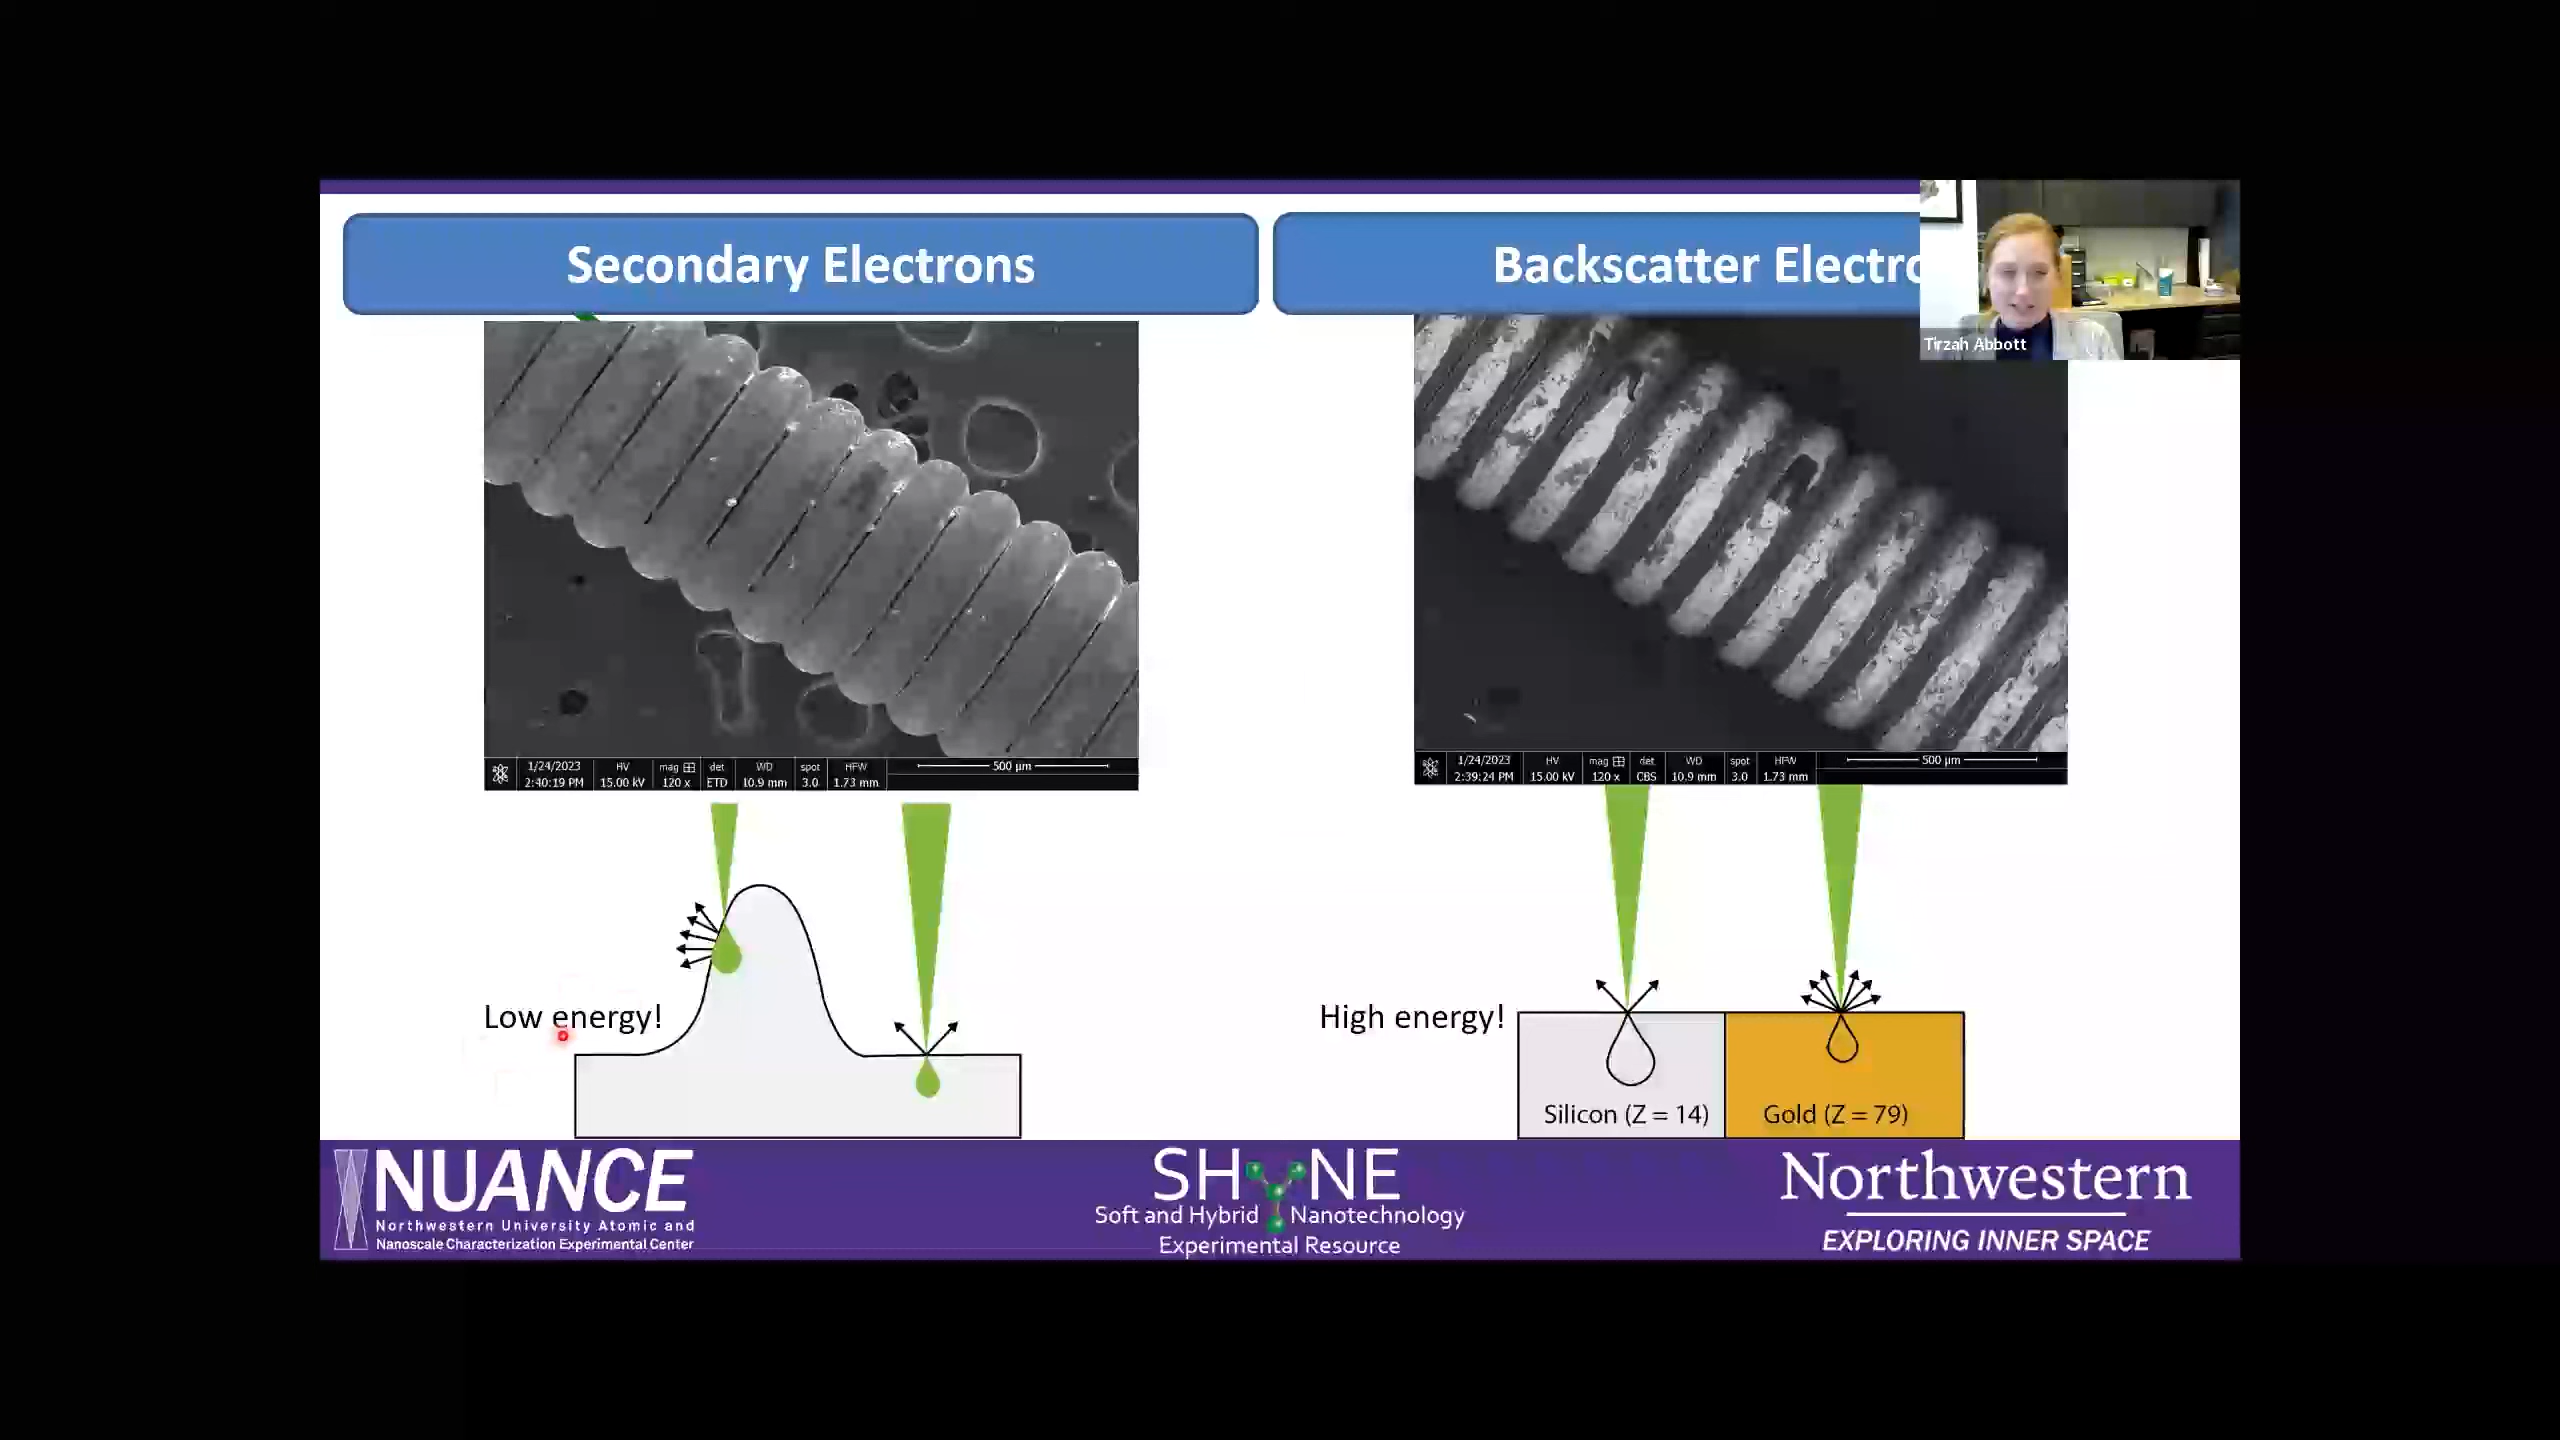 Secondary Electrons
Backscatter Electro
Tirzah Abbott
1/24/2023 HV mag det WD spot HFW 500 µm
2:40:19 PM 15.00 kV 120 x ETD 10.9 mm 3.0 1.73 mm
1/24/2023 HV mag det WD spot HFW 500 µm
2:39:24 PM 15.00 kV 120 x CBS 10.9 mm 3.0 1.73 mm
Low energy!
High energy!
Silicon (Z = 14)
Gold (Z = 79)
NUANCE
Northwestern University Atomic and
Nanoscale Characterization Experimental Center
SHYNE
Soft and Hybrid Nanotechnology
Experimental Resource
Northwestern
EXPLORING INNER SPACE